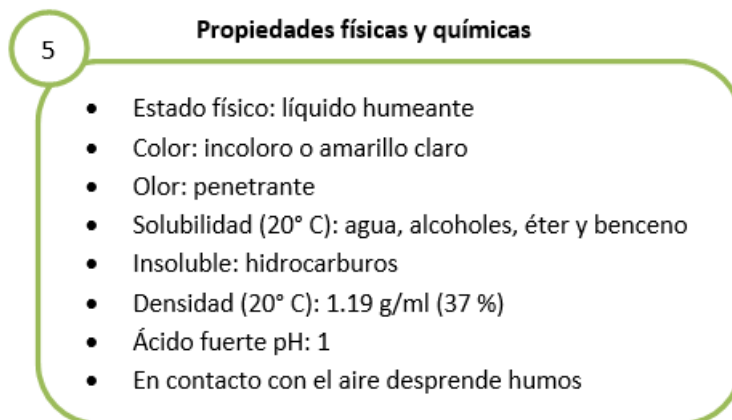 Propiedades físicas y químicas
5
• Estado físico: líquido humeante
• Color: incoloro o amarillo claro
• Olor: penetrante
• Solubilidad (20° C): agua, alcoholes, éter y benceno
• Insoluble: hidrocarburos
• Densidad (20° C): 1.19 g/ml (37 %)
• Ácido fuerte pH: 1
• En contacto con el aire desprende humos